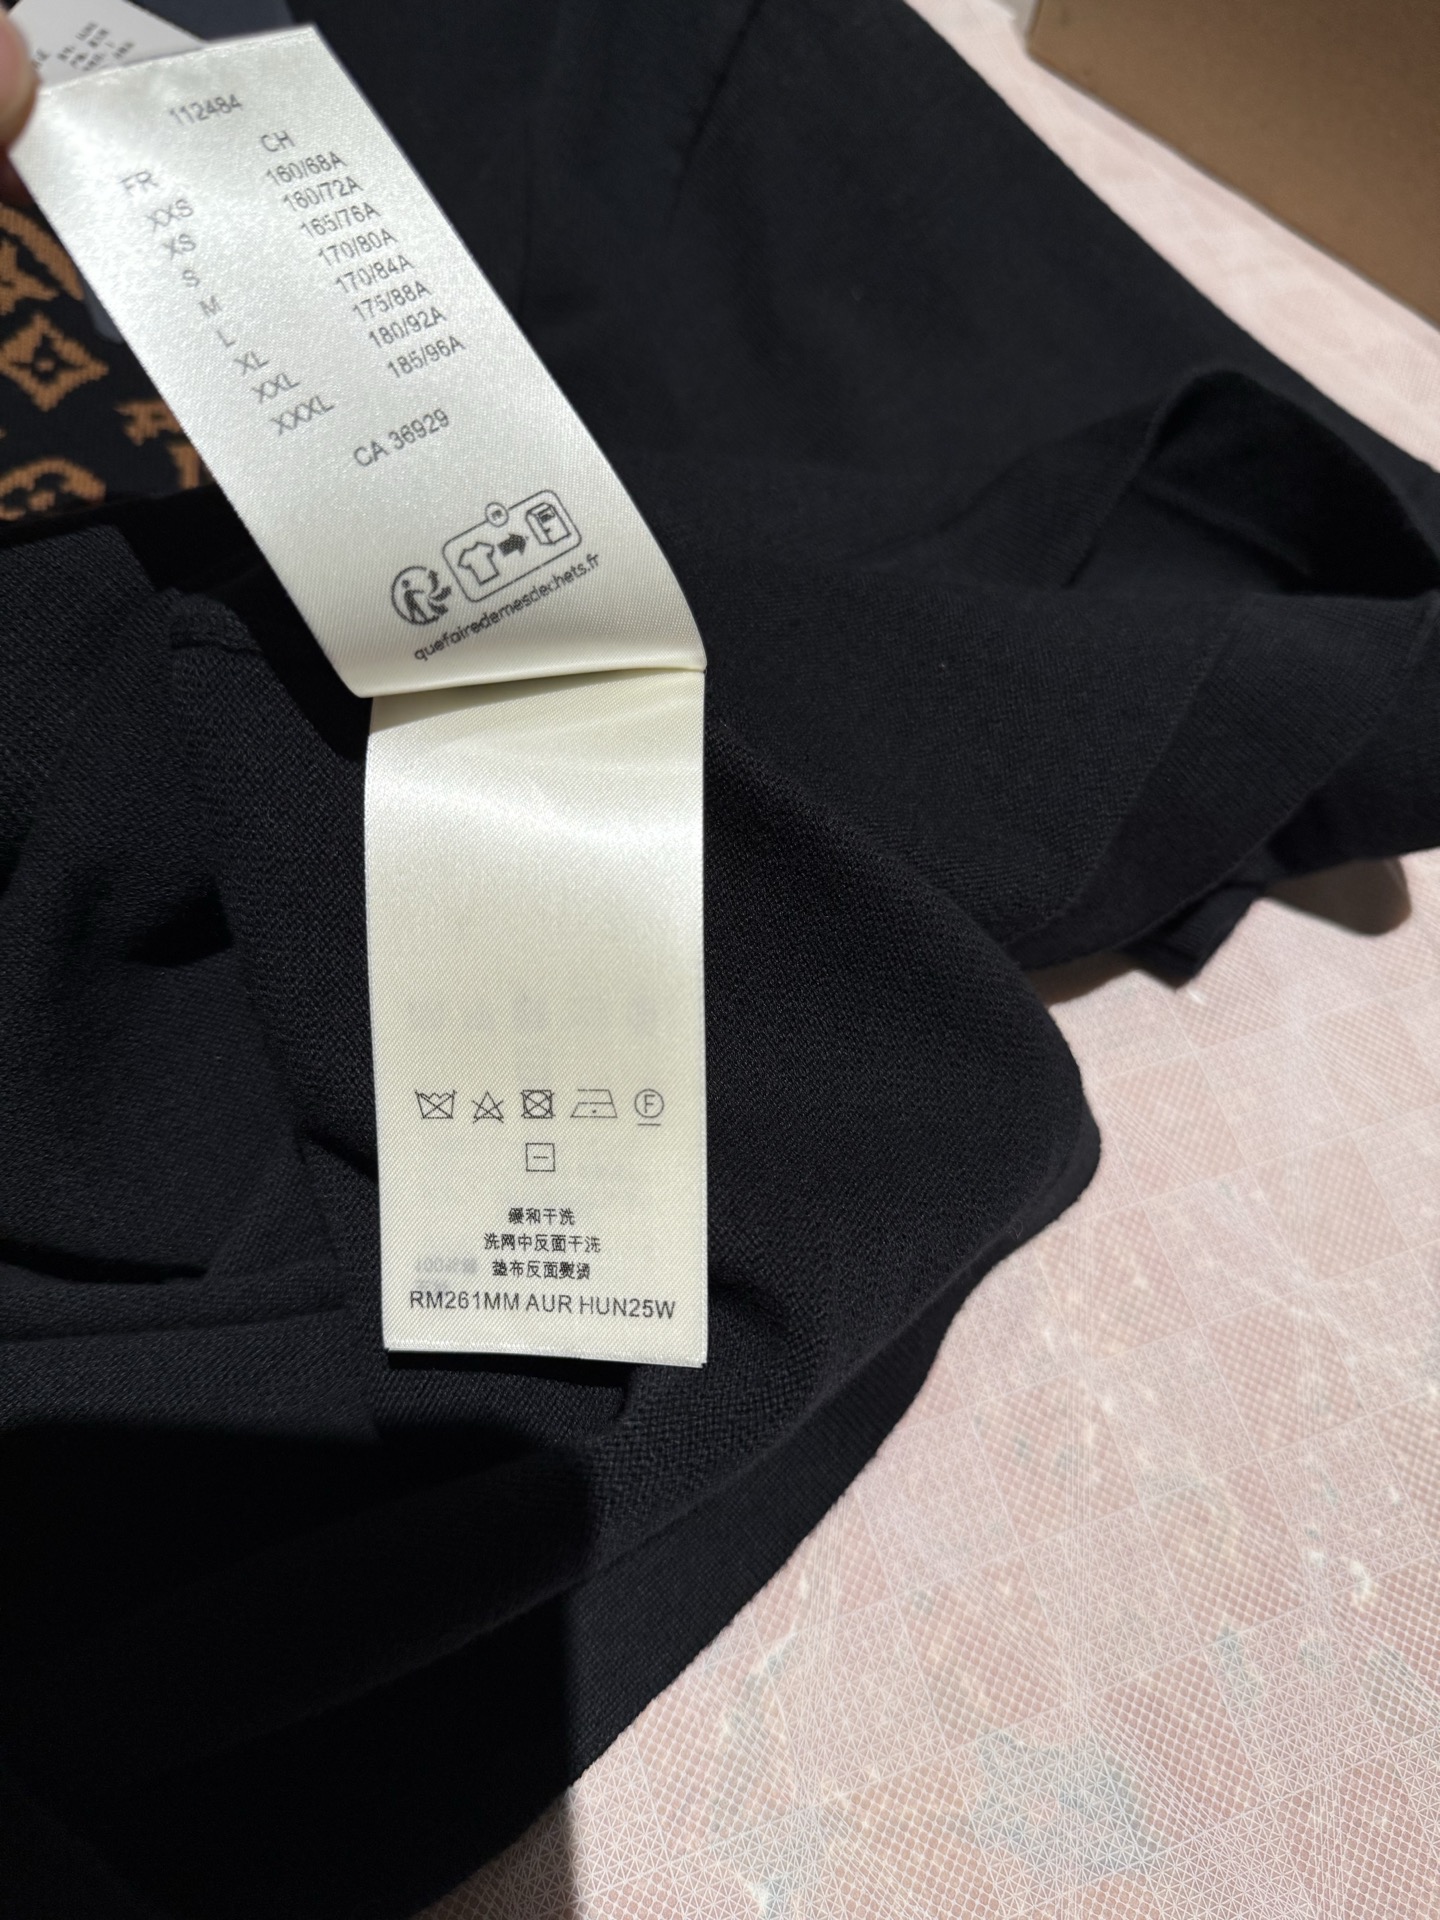 112484
FR CH
XXS 160/68A
XS 160/72A
S 165/76A
M 170/80A
L 170/84A
XL 175/88A
XXL 180/92A
XXXL 185/96A
CA 36929
FR
quefairedemesdechets.fr
F
缓和干洗
洗网中反面干洗
垫布反面熨烫
RM261MM AUR HUN25W